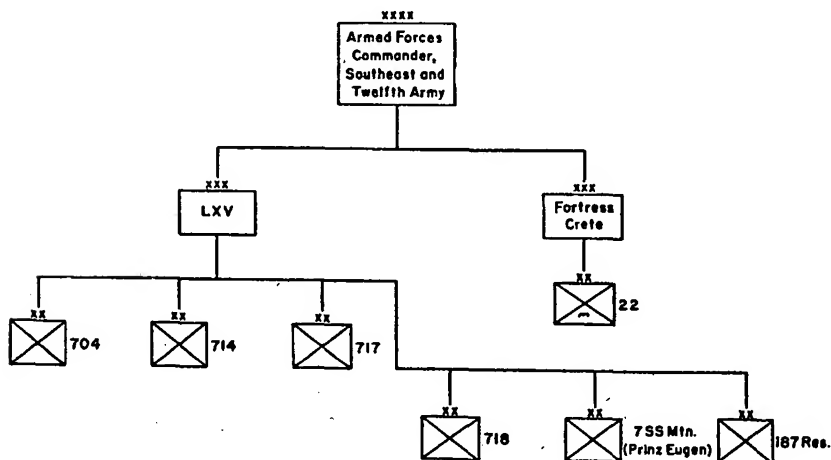 xxxx
Armed Forces
Commander,
Southeast and
Twelfth Army
xxx
LXV
xxx
Fortress
Crete
xx
22
xx
704
xx
714
xx
717
xx
718
xx
7 SS Mtn.
(Prinz Eugen)
xx
187 Res.